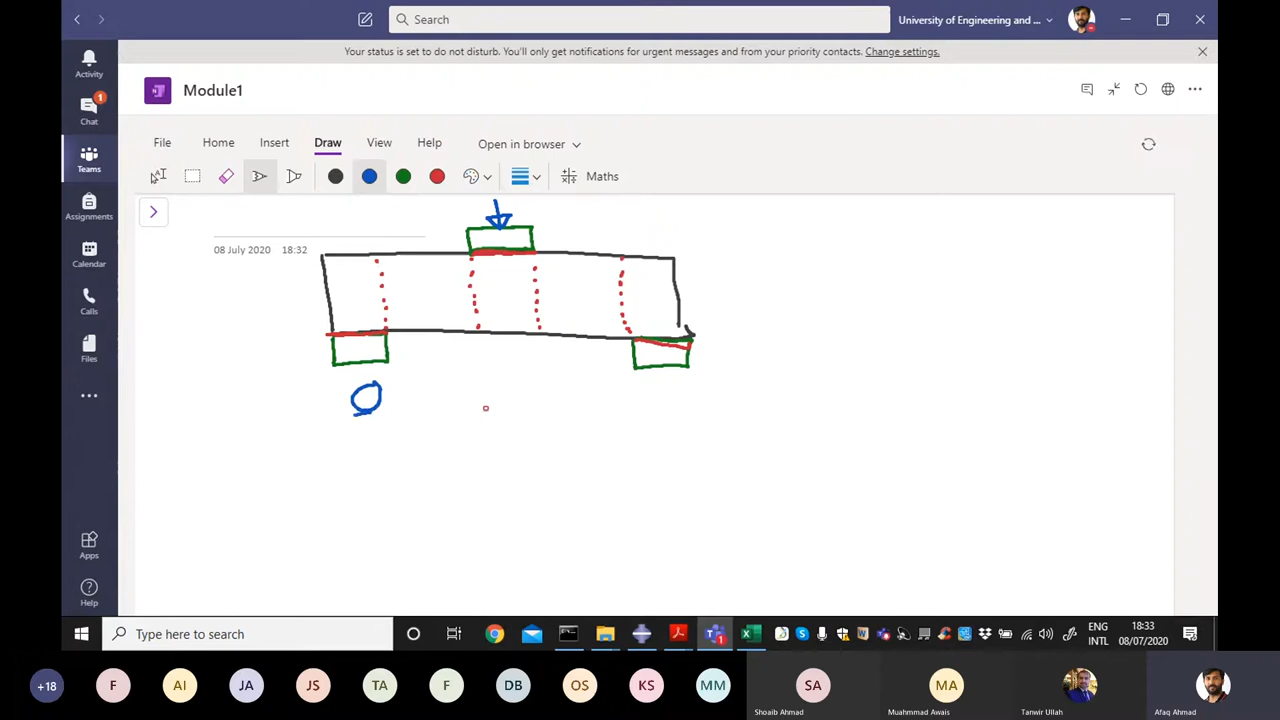 Search
University of Engineering and ...
Your status is set to do not disturb. You'll only get notifications for urgent messages and from your priority contacts. Change settings.
Activity
Chat
1
Teams
Assignments
Calendar
Calls
Files
Apps
Help
Module1
File Home Insert Draw View Help Open in browser
Maths
08 July 2020 18:32
Type here to search
1
ENG
INTL
18:33
08/07/2020
+18
F
AI
JA
JS
TA
F
DB
OS
KS
MM
SA
Shoaib Ahmad
MA
Muahmmad Awais
Tanwir Ullah
Afaq Ahmad